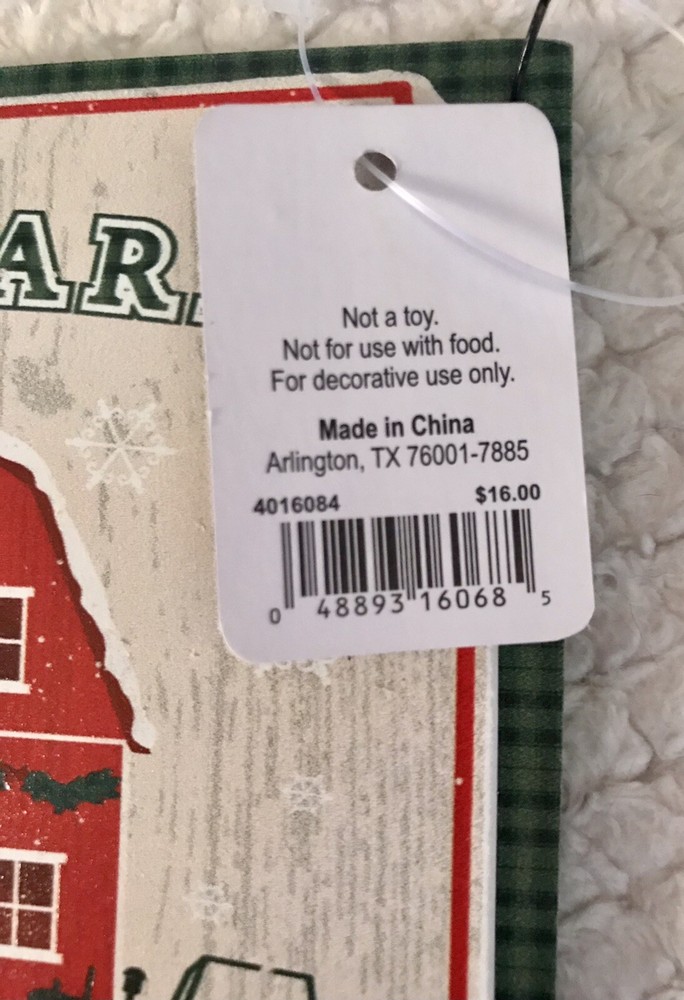 AR
Not a toy.
Not for use with food.
For decorative use only.
Made in China
Arlington, TX 76001-7885
4016084 $16.00
0 48893 16068 5